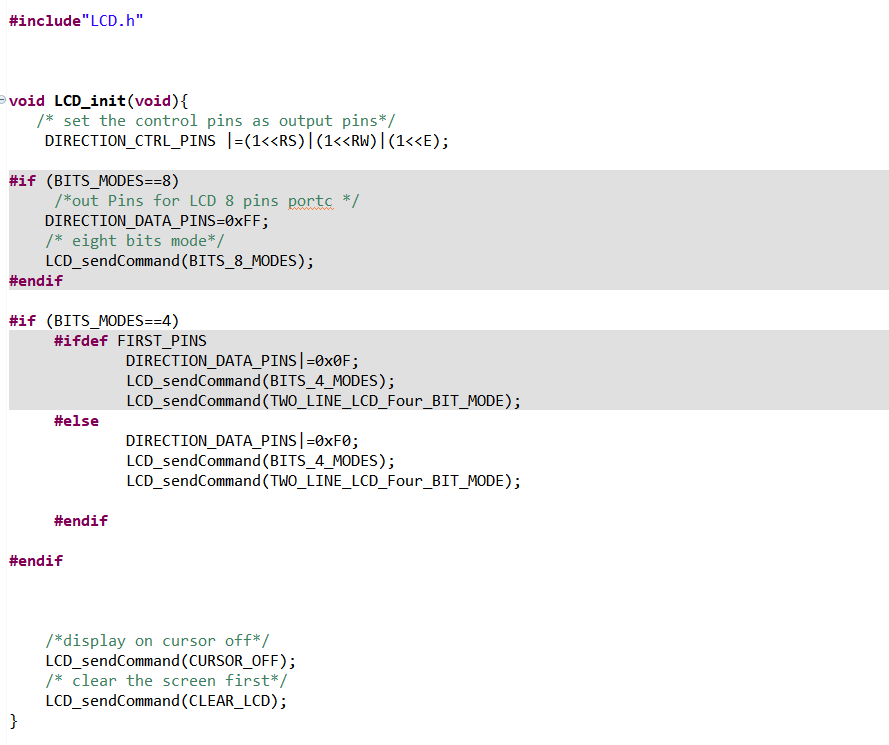 #include"LCD.h"
void LCD_init(void){
/* set the control pins as output pins*/
DIRECTION_CTRL_PINS |=(1<<RS)|(1<<RW)|(1<<E);
#if (BITS_MODES==8)
/*out Pins for LCD 8 pins portc */
DIRECTION_DATA_PINS=0xFF;
/* eight bits mode*/
LCD_sendCommand(BITS_8_MODES);
#endif
#if (BITS_MODES==4)
#ifdef FIRST_PINS
DIRECTION_DATA_PINS|=0x0F;
LCD_sendCommand(BITS_4_MODES);
LCD_sendCommand(TWO_LINE_LCD_Four_BIT_MODE);
#else
DIRECTION_DATA_PINS|=0xF0;
LCD_sendCommand(BITS_4_MODES);
LCD_sendCommand(TWO_LINE_LCD_Four_BIT_MODE);
#endif
#endif
/*display on cursor off*/
LCD_sendCommand(CURSOR_OFF);
/* clear the screen first*/
LCD_sendCommand(CLEAR_LCD);
}